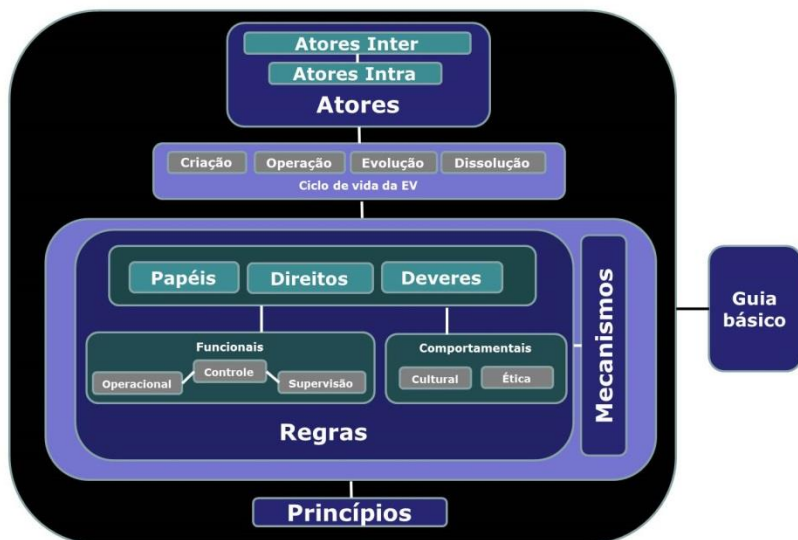 Atores Inter
Atores Intra
Atores
Criação
Operação
Evolução
Dissolução
Ciclo de vida da EV
Papéis
Direitos
Deveres
Funcionais
Operacional
Controle
Supervisão
Comportamentais
Cultural
Ética
Regras
Mecanismos
Princípios
Guia
básico